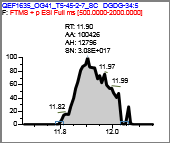 QEF1635_OG41_T5-45-2-7_SC DGDG-34:5
F: FTMS + p ESI Full ms [500.0000-2000.0000]
RT: 11.90
AA: 100426
AH: 12796
SN: 3.08E+017
100
80
60
40
20
0
11.82
11.97
11.99
11.8
12.0